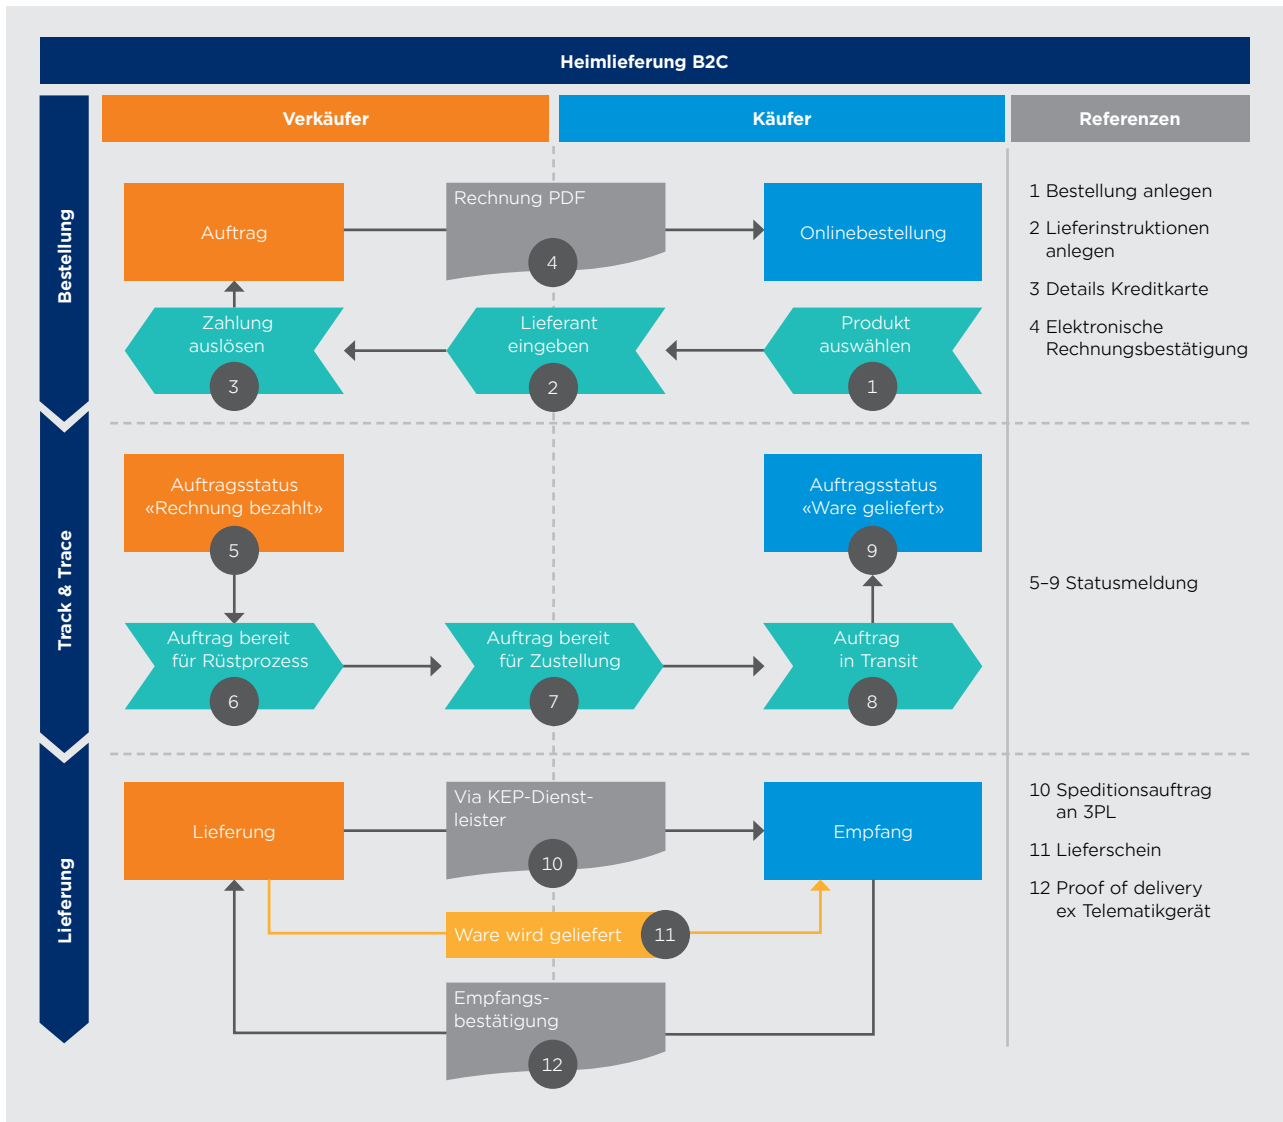 Heimlieferung B2C
Verkäufer
Käufer
Referenzen
Bestellung
Auftrag
Rechnung PDF
4
Onlinebestellung
Zahlung
auslösen
3
Lieferant
eingeben
2
Produkt
auswählen
1
1 Bestellung anlegen
2 Lieferinstruktionen
anlegen
3 Details Kreditkarte
4 Elektronische
Rechnungsbestätigung
Track & Trace
Auftragsstatus
«Rechnung bezahlt»
5
Auftragsstatus
«Ware geliefert»
9
Auftrag bereit
für Rüstprozess
6
Auftrag bereit
für Zustellung
7
Auftrag
in Transit
8
5–9 Statusmeldung
Lieferung
Lieferung
Via KEP-Dienst-
leister
10
Empfang
Ware wird geliefert
11
Empfangs-
bestätigung
12
10 Speditionsauftrag
an 3PL
11 Lieferschein
12 Proof of delivery
ex Telematikgerät